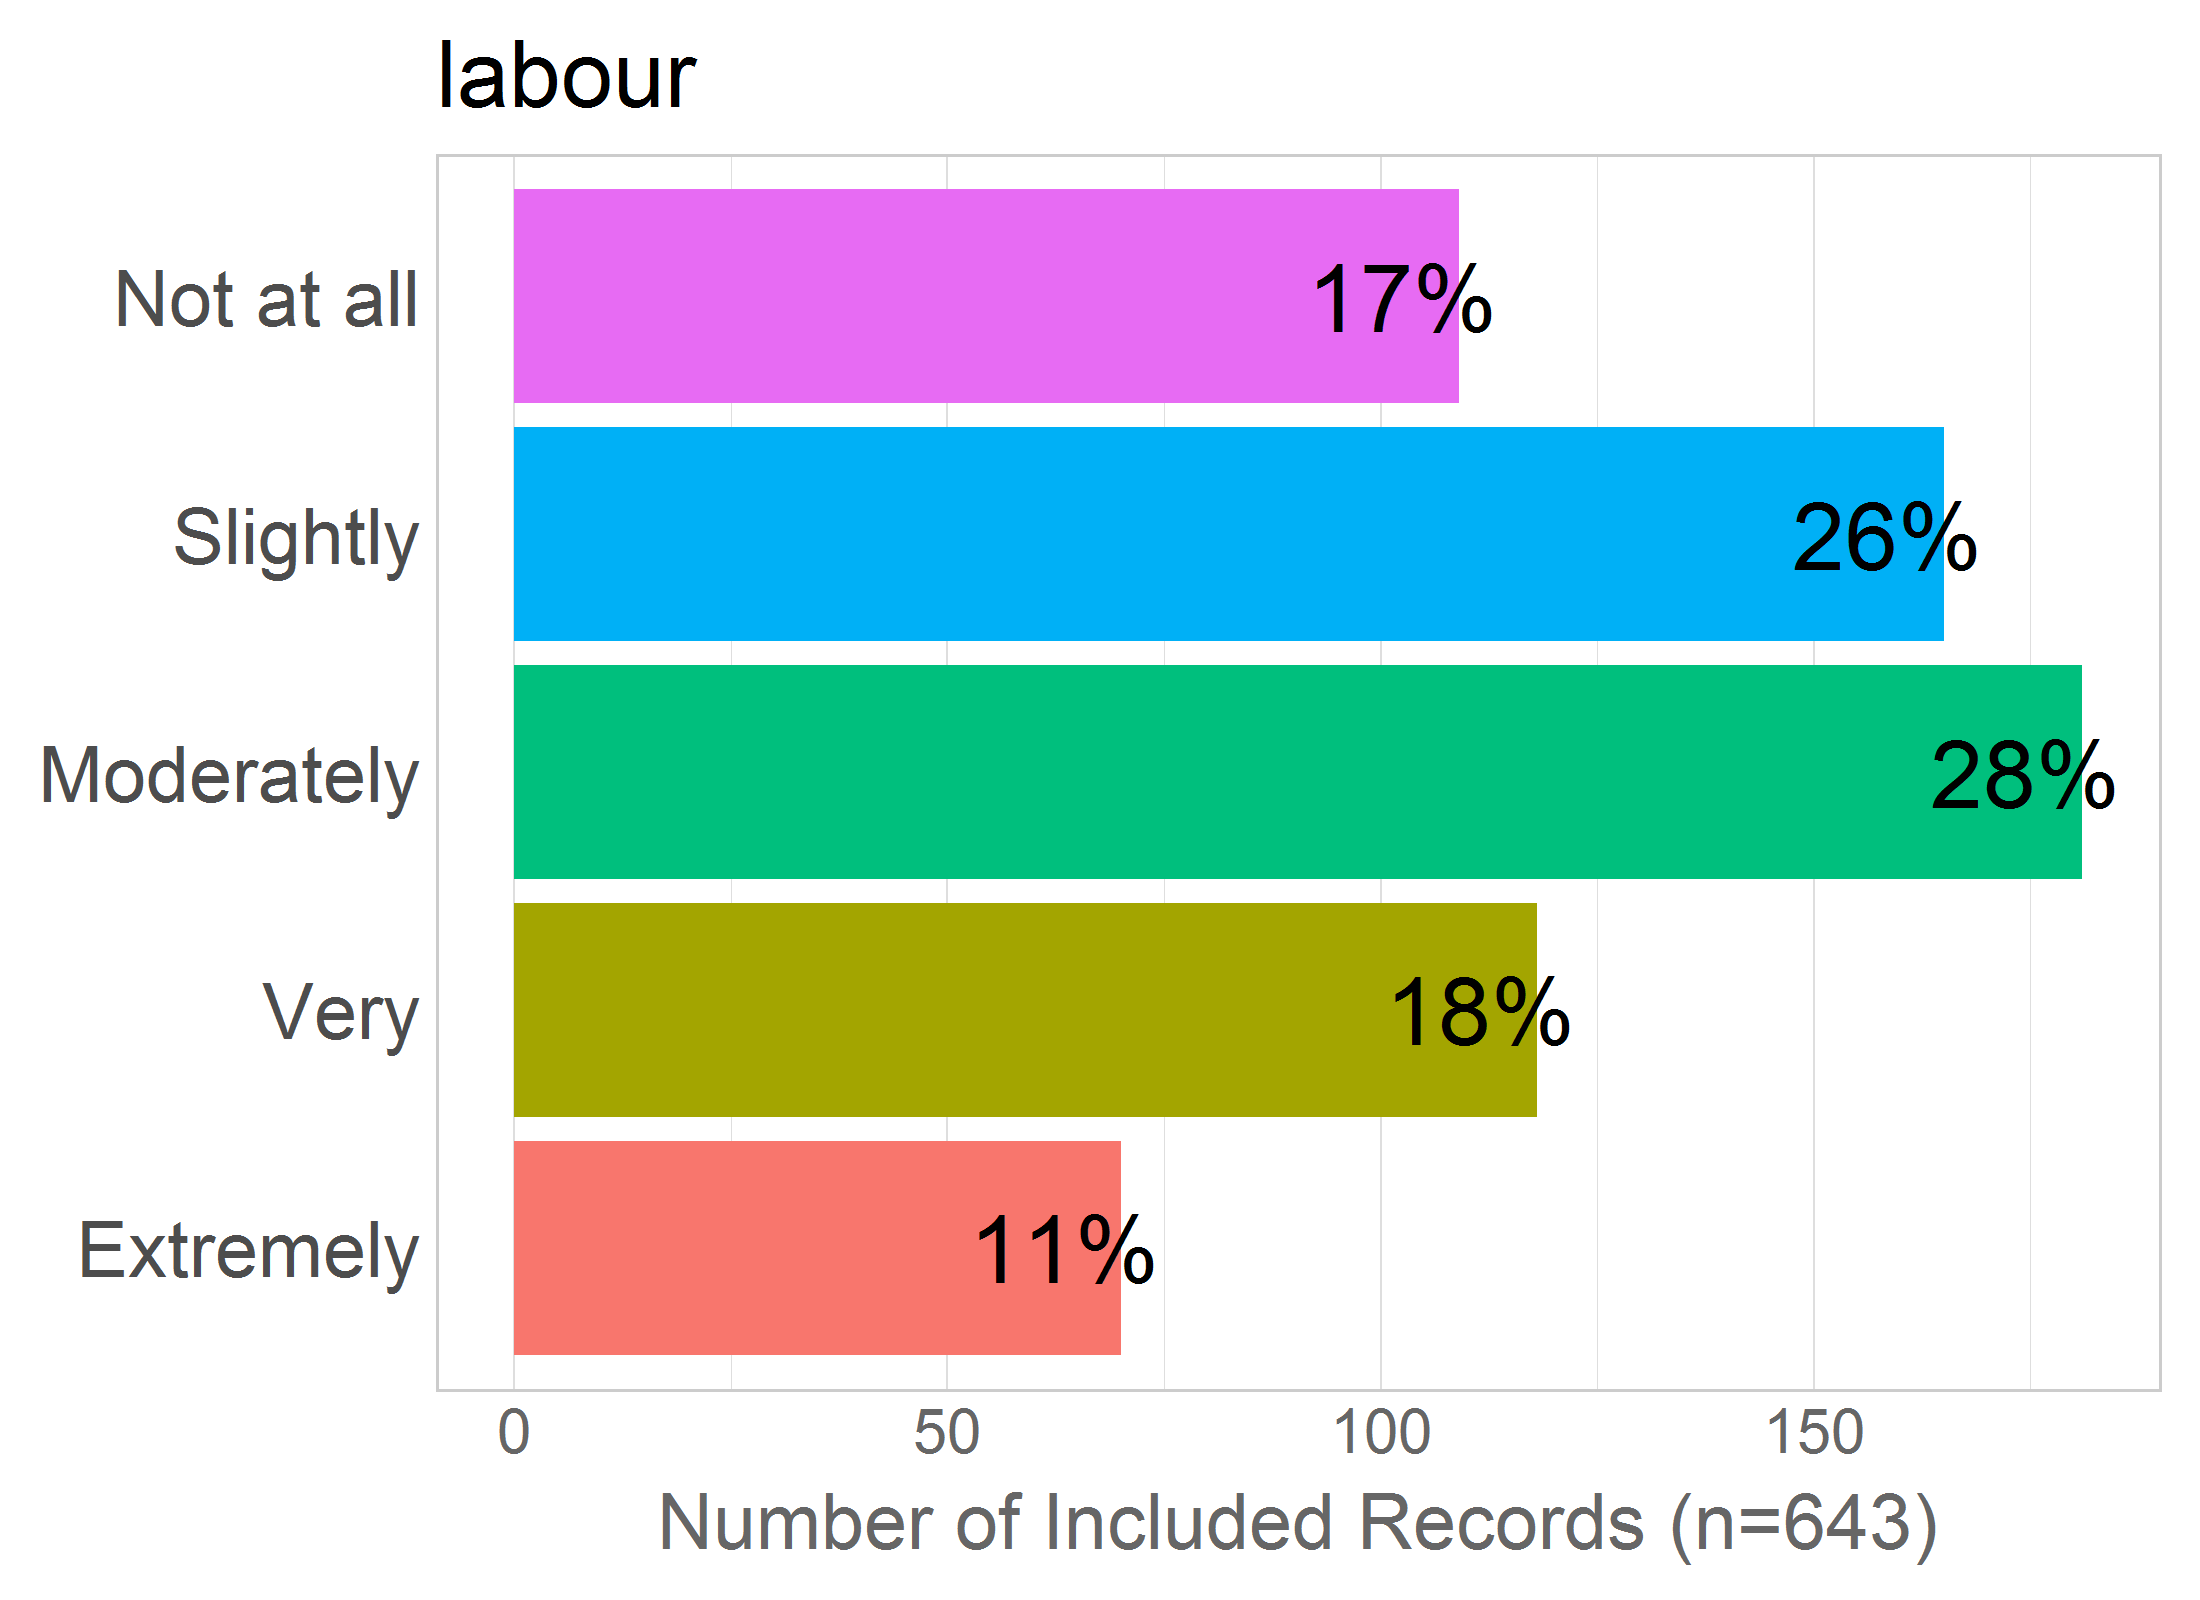 labour
Not at all
17%
Slightly
26%
Moderately
28%
Very
18%
Extremely
11%
0 50 100 150
Number of Included Records (n=643)